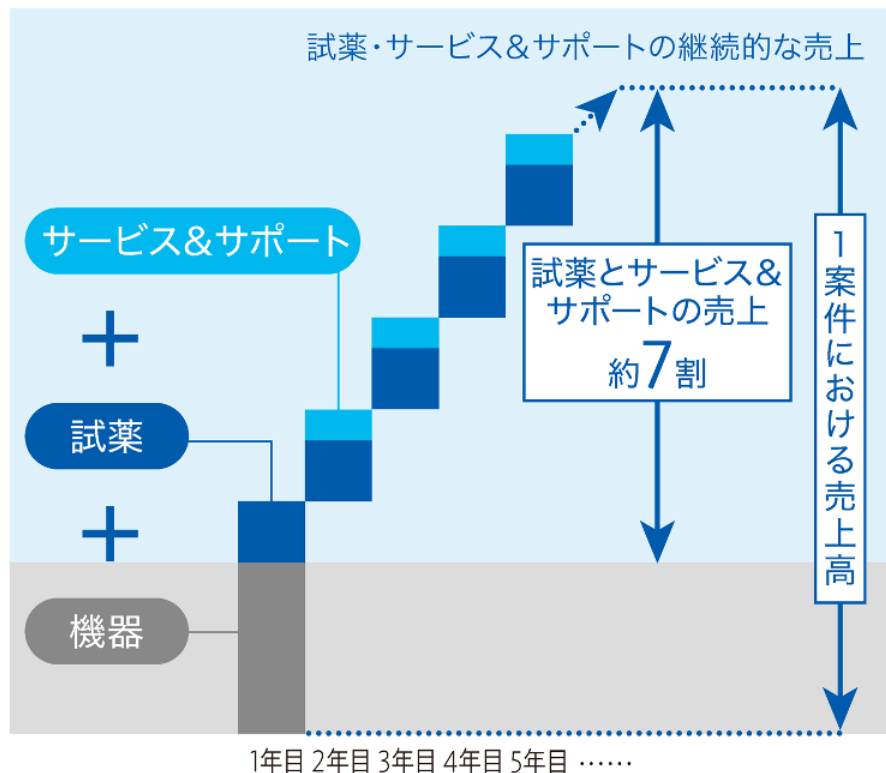 試薬・サービス&サポートの継続的な売上
サービス&サポート
+
試薬
+
機器
試薬とサービス&
サポートの売上
約7割
1案件における売上高
1年目 2年目 3年目 4年目 5年目 ……